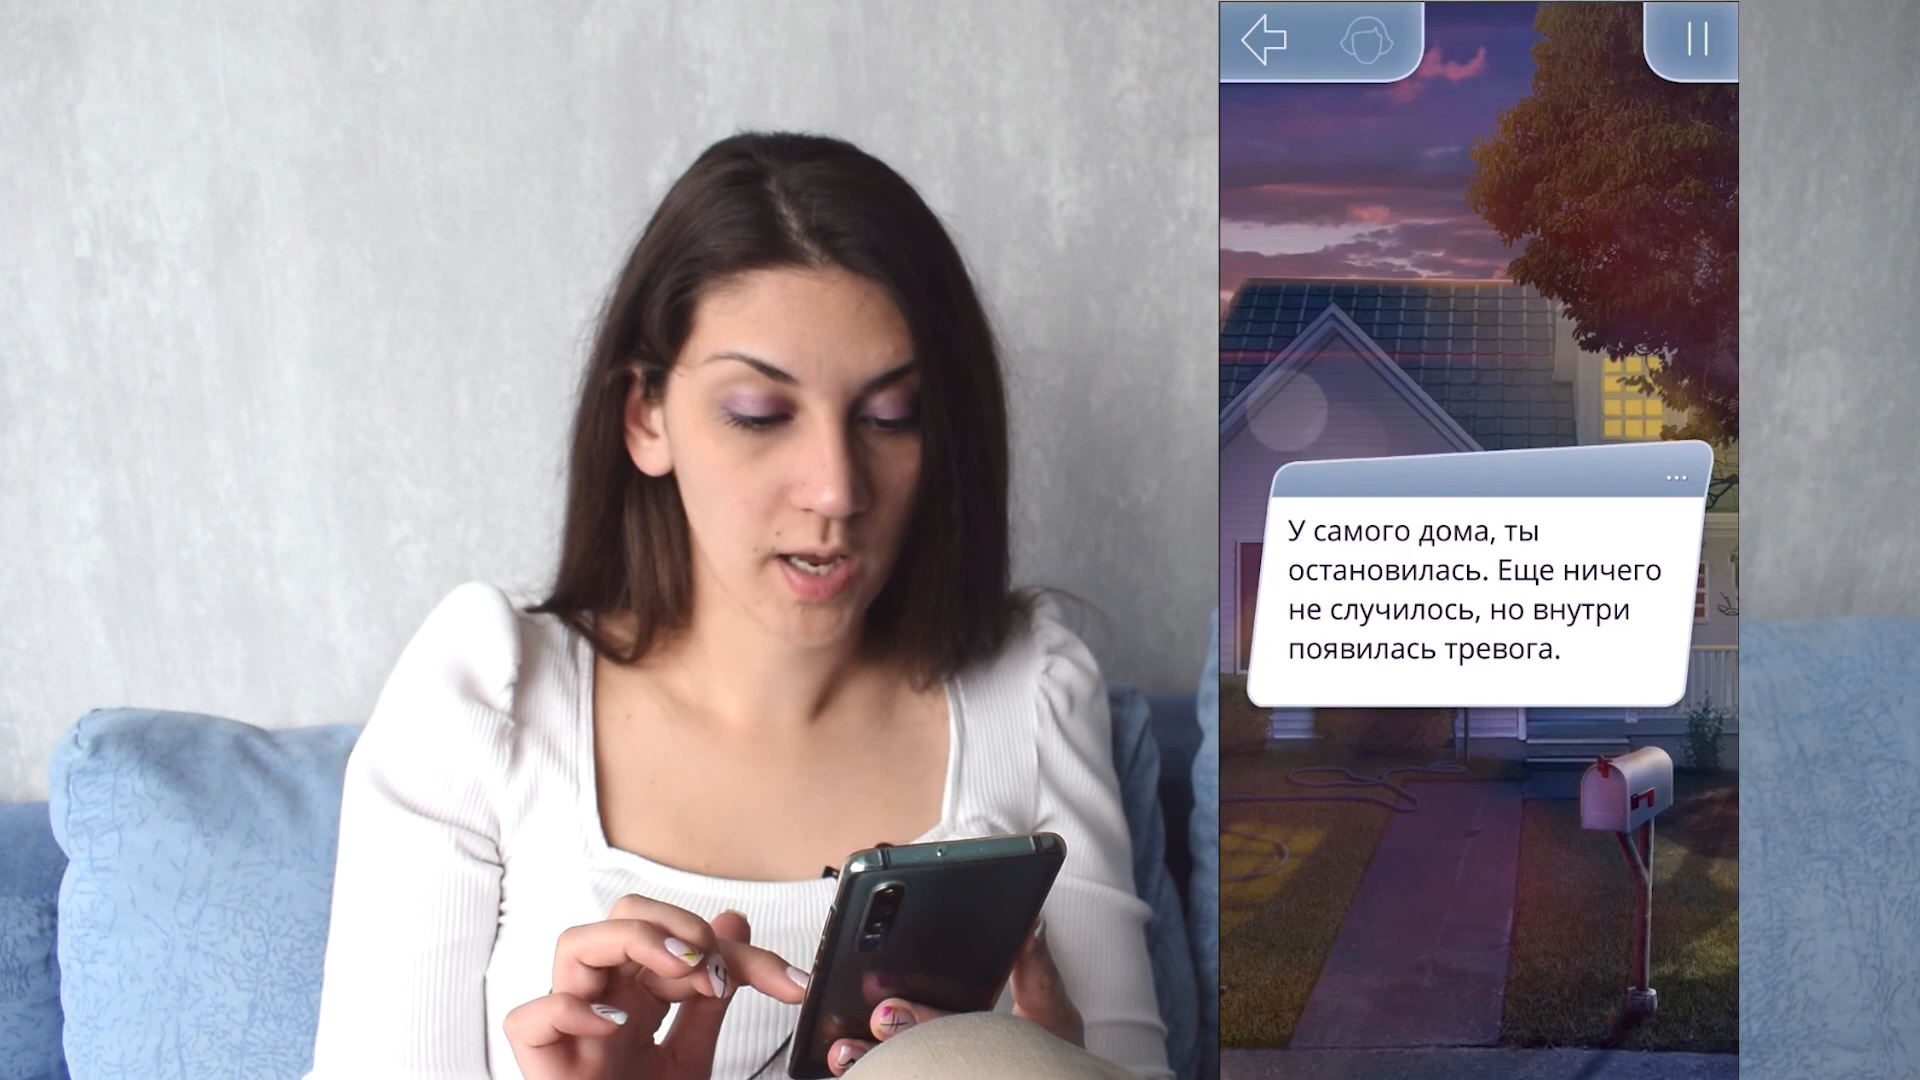 У самого дома, ты
остановилась. Еще ничего
не случилось, но внутри
появилась тревога.